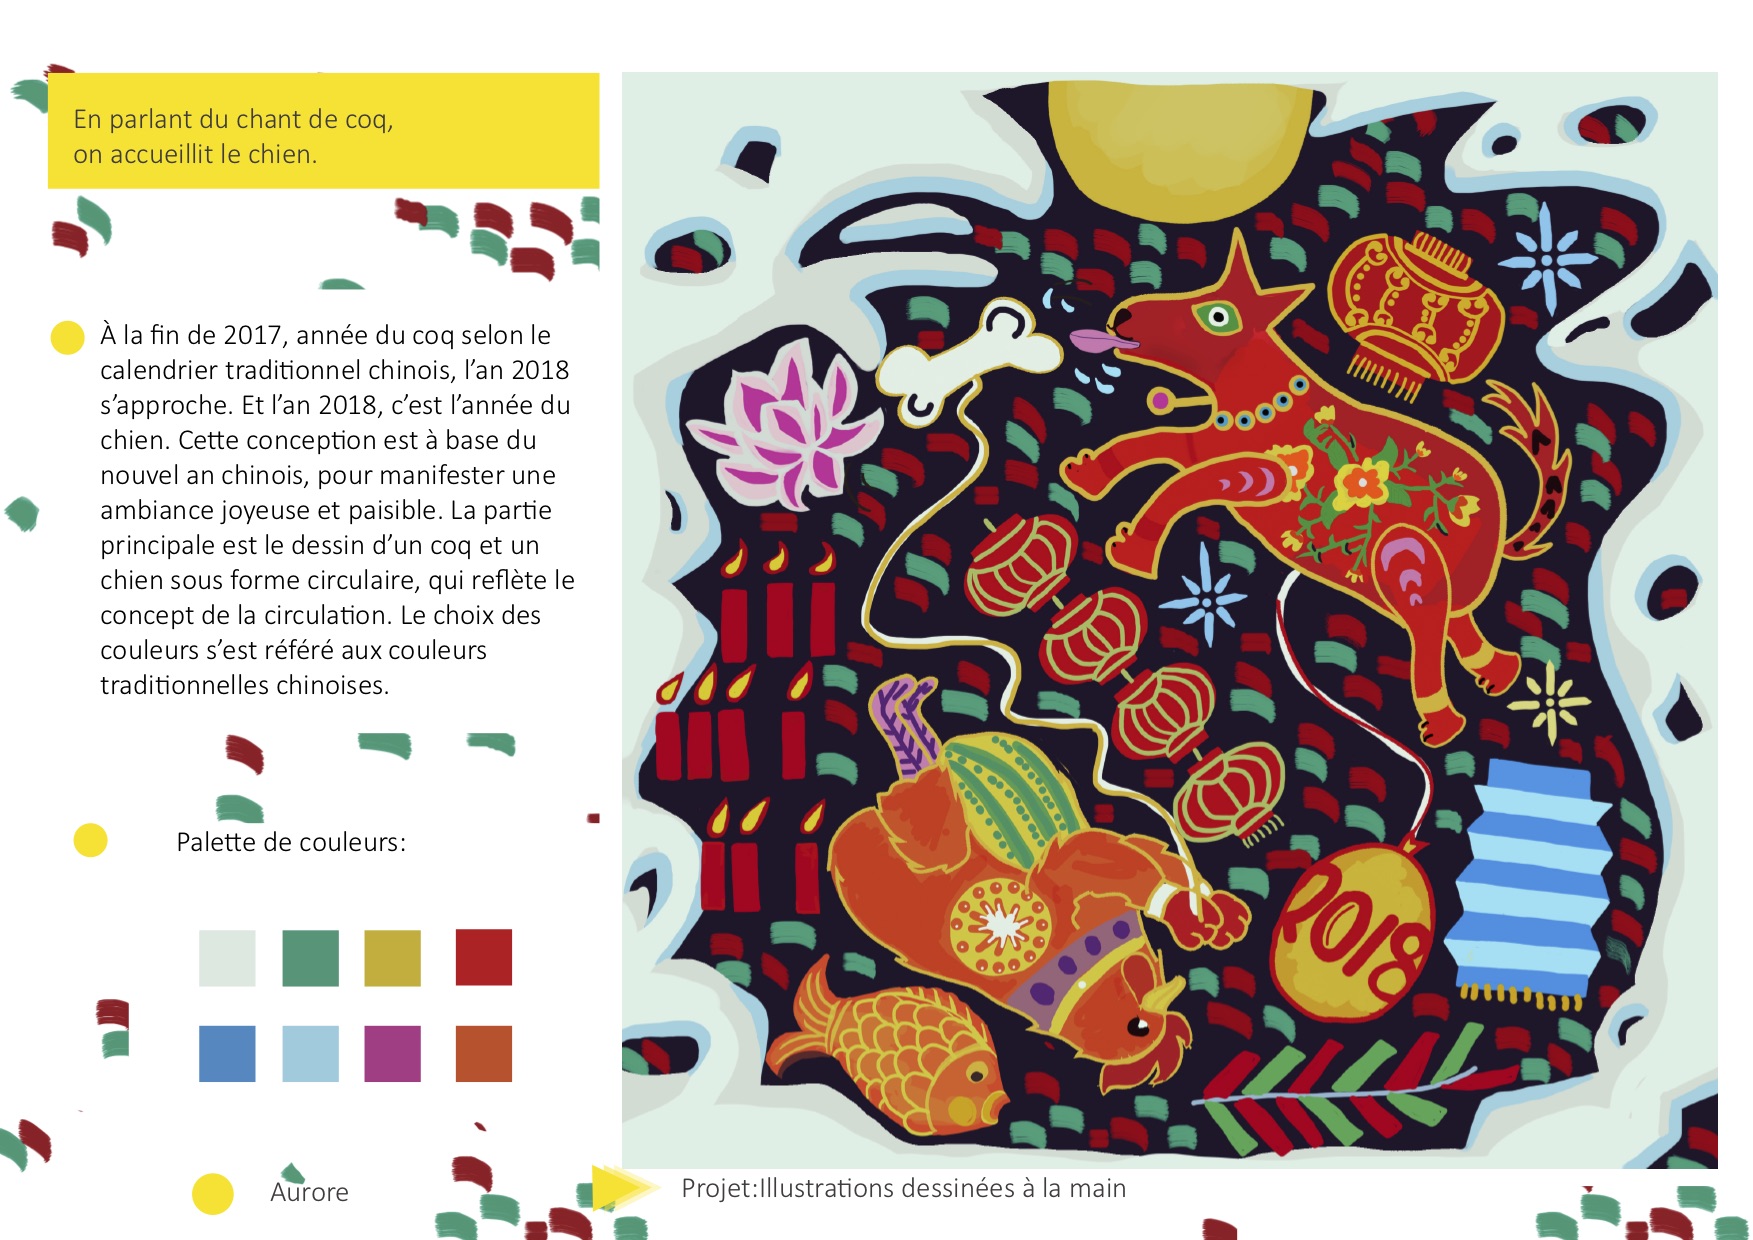 En parlant du chant de coq,
on accueillit le chien.
À la fin de 2017, année du coq selon le
calendrier traditionnel chinois, l’an 2018
s’approche. Et l’an 2018, c’est l’année du
chien. Cette conception est à base du
nouvel an chinois, pour manifester une
ambiance joyeuse et paisible. La partie
principale est le dessin d’un coq et un
chien sous forme circulaire, qui reflète le
concept de la circulation. Le choix des
couleurs s’est référé aux couleurs
traditionnelles chinoises.
Palette de couleurs:
Aurore
2018
Projet:Illustrations dessinées à la main